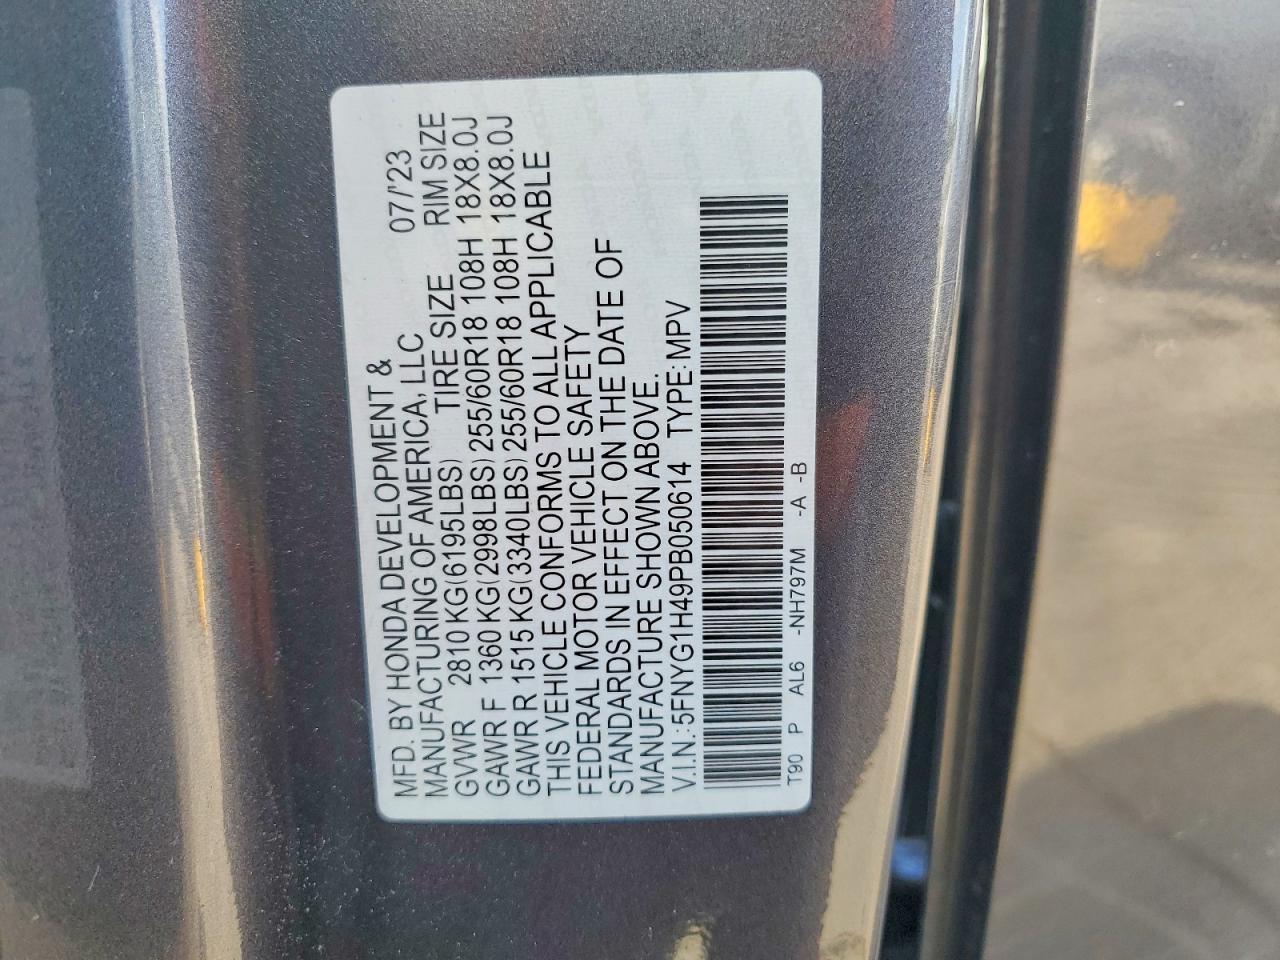 MFD. BY HONDA DEVELOPMENT & 07/'23
MANUFACTURING OF AMERICA, LLC
GVWR 2810 KG(6195LBS) TIRE SIZE RIM SIZE
GAWR F 1360 KG(2998LBS) 255/60R18 108H 18X8.0J
GAWR R 1515 KG(3340LBS) 255/60R18 108H 18X8.0J
THIS VEHICLE CONFORMS TO ALL APPLICABLE
FEDERAL MOTOR VEHICLE SAFETY
STANDARDS IN EFFECT ON THE DATE OF
MANUFACTURE SHOWN ABOVE.
V.I.N.:5FNYG1H49PB050614 TYPE:MPV
T90 P AL6 -NH797M -A -B